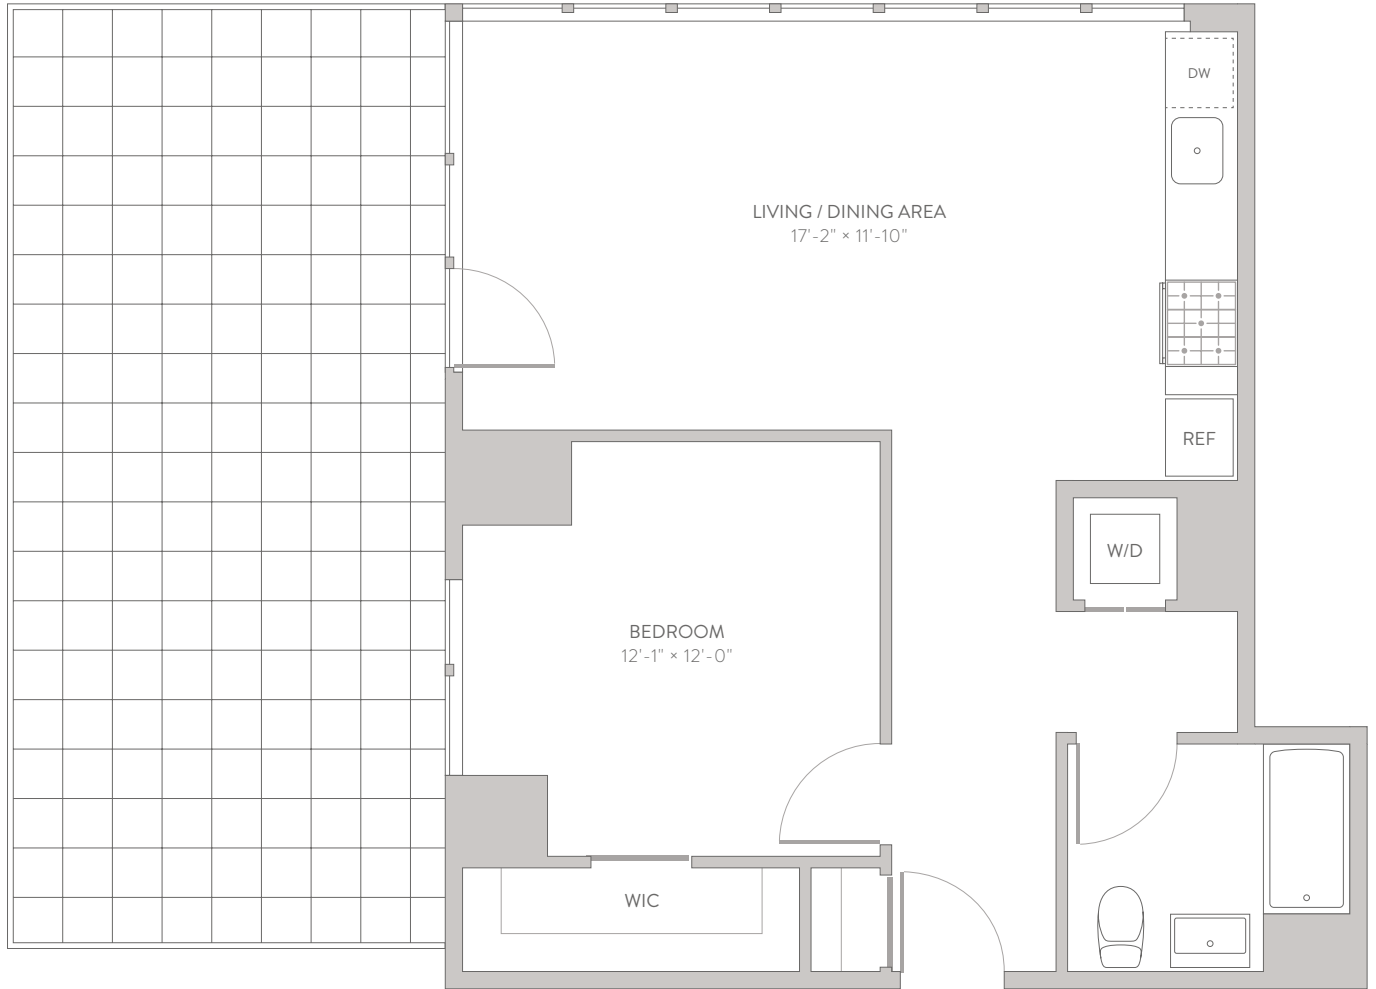 DW
LIVING / DINING AREA
17'-2" × 11'-10"
REF
W/D
BEDROOM
12'-1" × 12'-0"
WIC